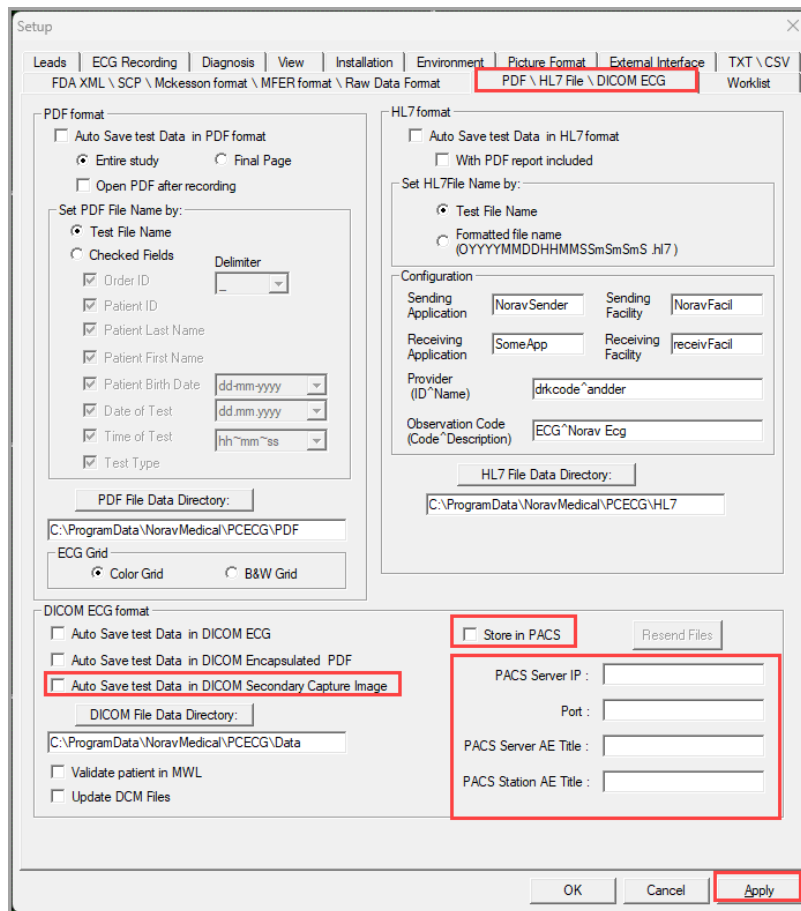 Setup
Leads ECG Recording Diagnosis View Installation Environment Picture Format External Interface TXT \ CSV
FDA XML \ SCP \ Mckesson format \ MFER format \ Raw Data Format PDF \ HL7 File \ DICOM ECG Worklist
PDF format
Auto Save test Data in PDF format
Entire study Final Page
Open PDF after recording
Set PDF File Name by:
Test File Name
Checked Fields Delimiter
Order ID _
Patient ID
Patient Last Name
Patient First Name
Patient Birth Date dd-mm-yyyy
Date of Test dd.mm.yyyy
Time of Test hh~mm~ss
Test Type
PDF File Data Directory:
C:\ProgramData\NoravMedical\PCECG\PDF
ECG Grid
Color Grid B&W Grid
HL7 format
Auto Save test Data in HL7 format
With PDF report included
Set HL7File Name by:
Test File Name
Formatted file name
(OYYYYMMDDHHMMSSmSmSmS .hl7 )
Configuration
Sending Application NoravSender Sending Facility NoravFacil
Receiving Application SomeApp Receiving Facility receivFacil
Provider (ID^Name) drkcode^andder
Observation Code (Code^Description) ECG^Norav Ecg
HL7 File Data Directory:
C:\ProgramData\NoravMedical\PCECG\HL7
DICOM ECG format
Auto Save test Data in DICOM ECG
Auto Save test Data in DICOM Encapsulated PDF
Auto Save test Data in DICOM Secondary Capture Image
DICOM File Data Directory:
C:\ProgramData\NoravMedical\PCECG\Data
Validate patient in MWL
Update DCM Files
Store in PACS Resend Files
PACS Server IP :
Port :
PACS Server AE Title :
PACS Station AE Title :
OK Cancel Apply